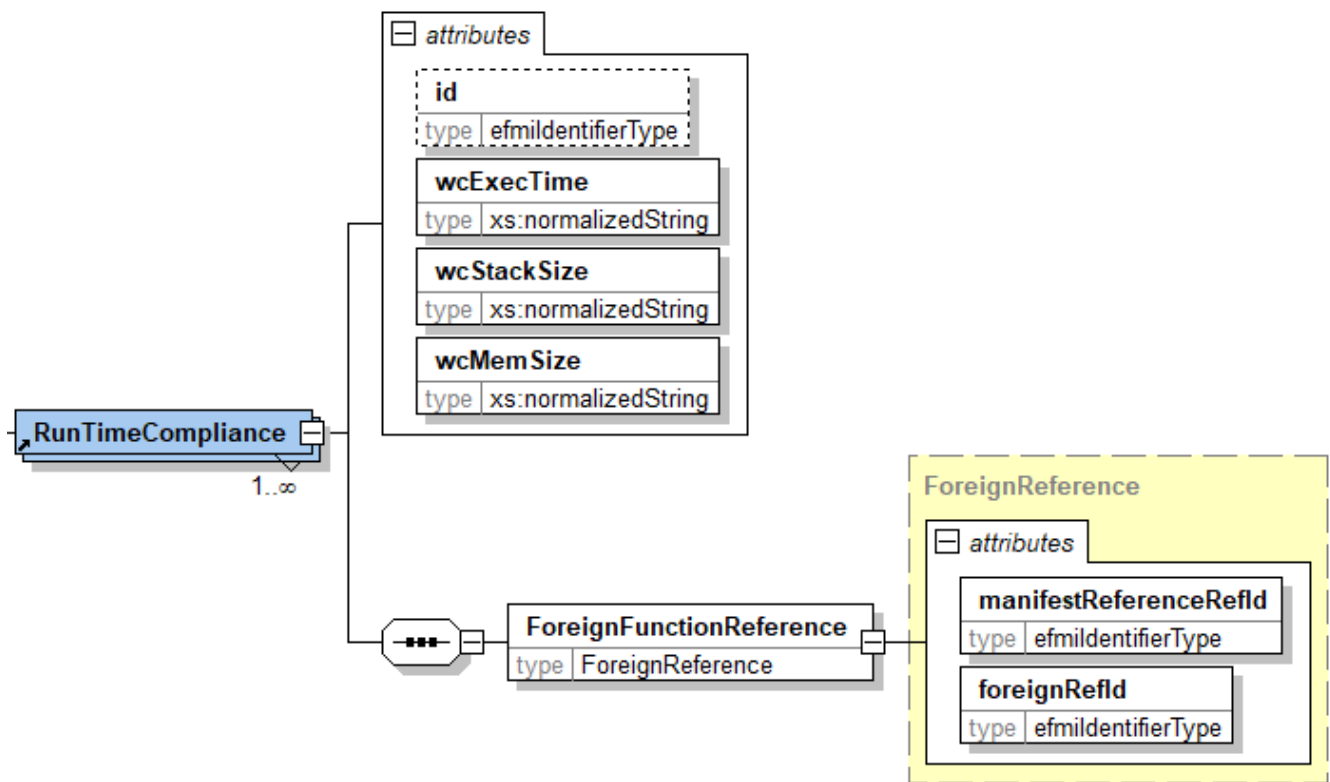 attributes
id
type efmiIdentifierType
wcExecTime
type xs:normalizedString
wcStackSize
type xs:normalizedString
wcMemSize
type xs:normalizedString
RunTimeCompliance
1..∞
ForeignReference
attributes
ForeignFunctionReference
type ForeignReference
manifestReferenceRefId
type efmiIdentifierType
foreignRefId
type efmiIdentifierType